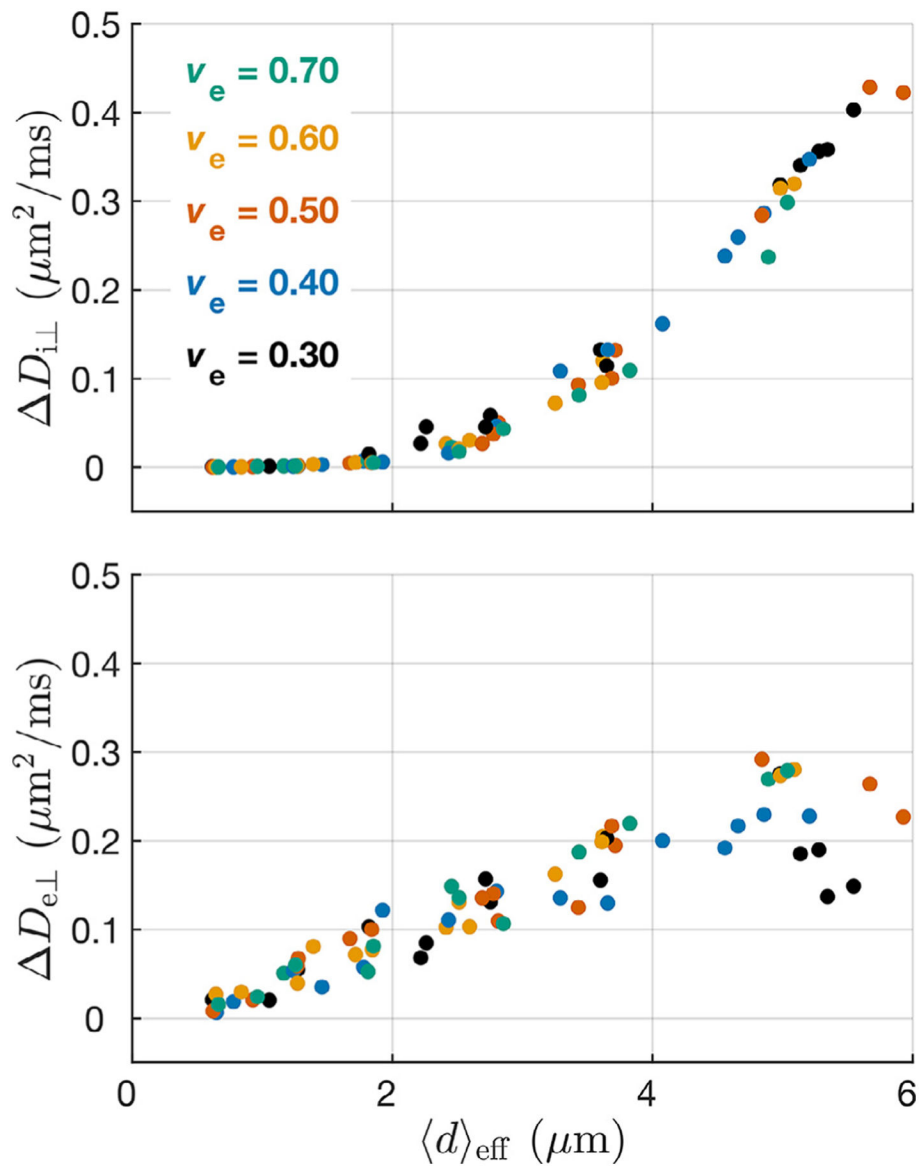 0.5
0.4
0.3
0.2
0.1
0
ΔD_i⊥ (μm²/ms)
v_e = 0.70
v_e = 0.60
v_e = 0.50
v_e = 0.40
v_e = 0.30
0.5
0.4
0.3
0.2
0.1
0
ΔD_e⊥ (μm²/ms)
0 2 4 6
⟨d⟩_eff (μm)